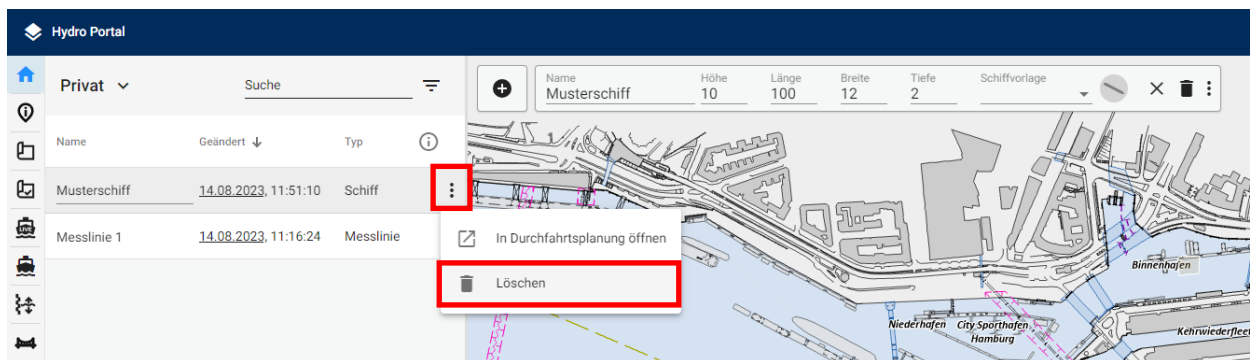 Hydro Portal
Privat
Suche
Name Geändert Typ
Musterschiff 14.08.2023, 11:51:10 Schiff
Messlinie 1 14.08.2023, 11:16:24 Messlinie
Name Höhe Länge Breite Tiefe Schiffvorlage
Musterschiff 10 100 12 2
In Durchfahrtsplanung öffnen
Löschen
Binnenhafen
Niederhafen
City Sporthafen
Hamburg
Kehrwiederfleet
LIVE